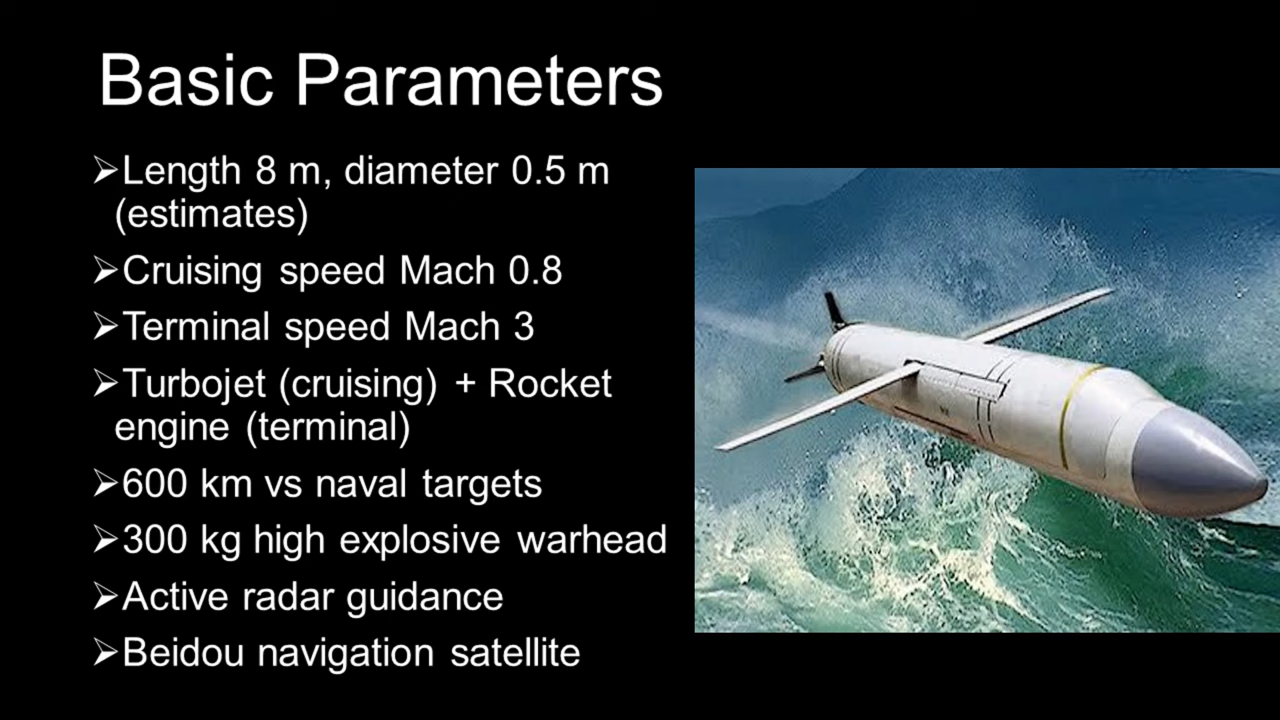 Basic Parameters
➢Length 8 m, diameter 0.5 m
(estimates)
➢Cruising speed Mach 0.8
➢Terminal speed Mach 3
➢Turbojet (cruising) + Rocket
engine (terminal)
➢600 km vs naval targets
➢300 kg high explosive warhead
➢Active radar guidance
➢Beidou navigation satellite